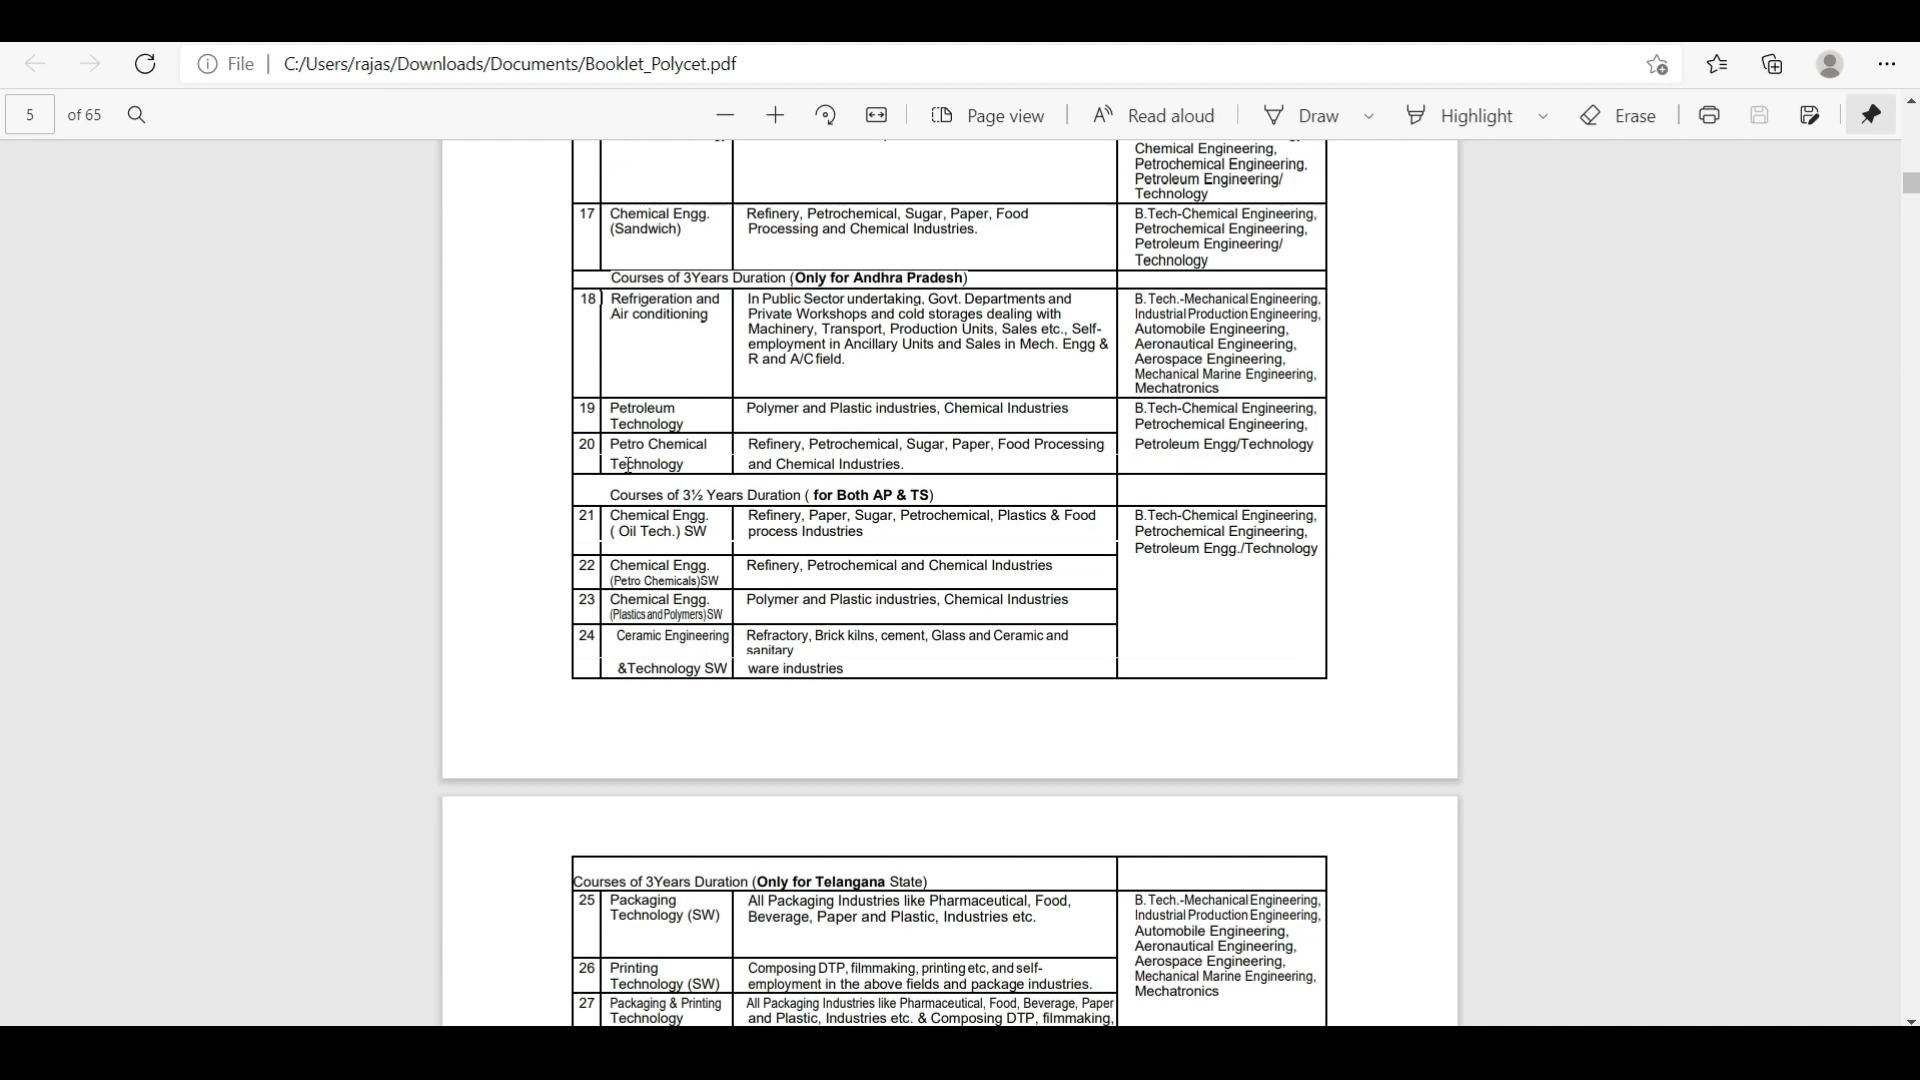 File | C:/Users/rajas/Downloads/Documents/Booklet_Polycet.pdf
5 of 65 Page view Read aloud Draw Highlight Erase
Chemical Engineering,
Petrochemical Engineering.
Petroleum Engineering/
Technology
17 Chemical Engg. Refinery, Petrochemical, Sugar, Paper, Food B.Tech-Chemical Engineering,
(Sandwich) Processing and Chemical Industries. Petrochemical Engineering,
Petroleum Engineering/
Technology
Courses of 3Years Duration (Only for Andhra Pradesh)
18 Refrigeration and In Public Sector undertaking, Govt. Departments and B. Tech.-Mechanical Engineering,
Air conditioning Private Workshops and cold storages dealing with Industrial Production Engineering,
Machinery, Transport, Production Units, Sales etc., Self- Automobile Engineering,
employment in Ancillary Units and Sales in Mech. Engg & Aeronautical Engineering,
R and A/C field. Aerospace Engineering,
Mechanical Marine Engineering,
Mechatronics
19 Petroleum Polymer and Plastic industries, Chemical Industries B.Tech-Chemical Engineering,
Technology Petrochemical Engineering,
20 Petro Chemical Refinery, Petrochemical, Sugar, Paper, Food Processing Petroleum Engg/Technology
Technology and Chemical Industries.
Courses of 3½ Years Duration ( for Both AP & TS)
21 Chemical Engg. Refinery, Paper, Sugar, Petrochemical, Plastics & Food B.Tech-Chemical Engineering,
( Oil Tech.) SW process Industries Petrochemical Engineering,
Petroleum Engg./Technology
22 Chemical Engg. Refinery, Petrochemical and Chemical Industries
(Petro Chemicals)SW
23 Chemical Engg. Polymer and Plastic industries, Chemical Industries
(Plastics and Polymers) SW
24 Ceramic Engineering Refractory, Brick kilns, cement, Glass and Ceramic and
sanitary
&Technology SW ware industries
Courses of 3Years Duration (Only for Telangana State)
25 Packaging All Packaging Industries like Pharmaceutical, Food, B. Tech.-Mechanical Engineering,
Technology (SW) Beverage, Paper and Plastic, Industries etc. Industrial Production Engineering,
Automobile Engineering,
Aeronautical Engineering,
26 Printing Composing DTP, filmmaking, printing etc, and self- Aerospace Engineering,
Technology (SW) employment in the above fields and package industries. Mechanical Marine Engineering,
Mechatronics
27 Packaging & Printing All Packaging Industries like Pharmaceutical, Food, Beverage, Paper
Technology and Plastic, Industries etc. & Composing DTP, filmmaking,